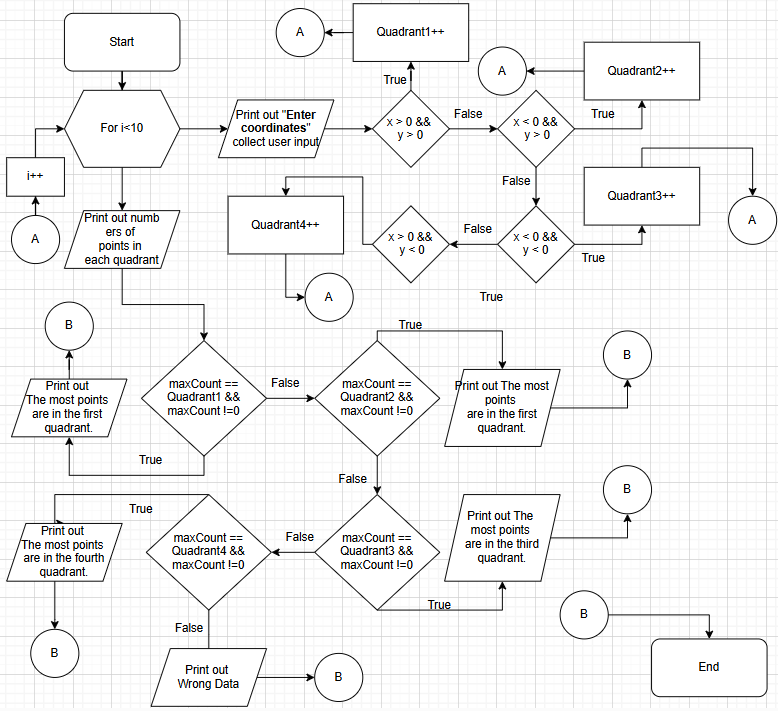 Start
For i<10
i++
A
Print out "Enter
coordinates"
collect user input
x > 0 &&
y > 0
True
Quadrant1++
A
False
x < 0 &&
y > 0
True
Quadrant2++
A
False
x < 0 &&
y < 0
True
Quadrant3++
A
False
x > 0 &&
y < 0
True
Quadrant4++
A
Print out numb
ers of
points in
each quadrant
maxCount ==
Quadrant1 &&
maxCount !=0
True
Print out
The most points
are in the first
quadrant.
B
False
maxCount ==
Quadrant2 &&
maxCount !=0
True
Print out The most
points
are in the first
quadrant.
B
False
maxCount ==
Quadrant3 &&
maxCount !=0
True
Print out The
most points
are in the third
quadrant.
B
False
maxCount ==
Quadrant4 &&
maxCount !=0
True
Print out
The most points
are in the fourth
quadrant.
B
False
Print out
Wrong Data
B
B
End